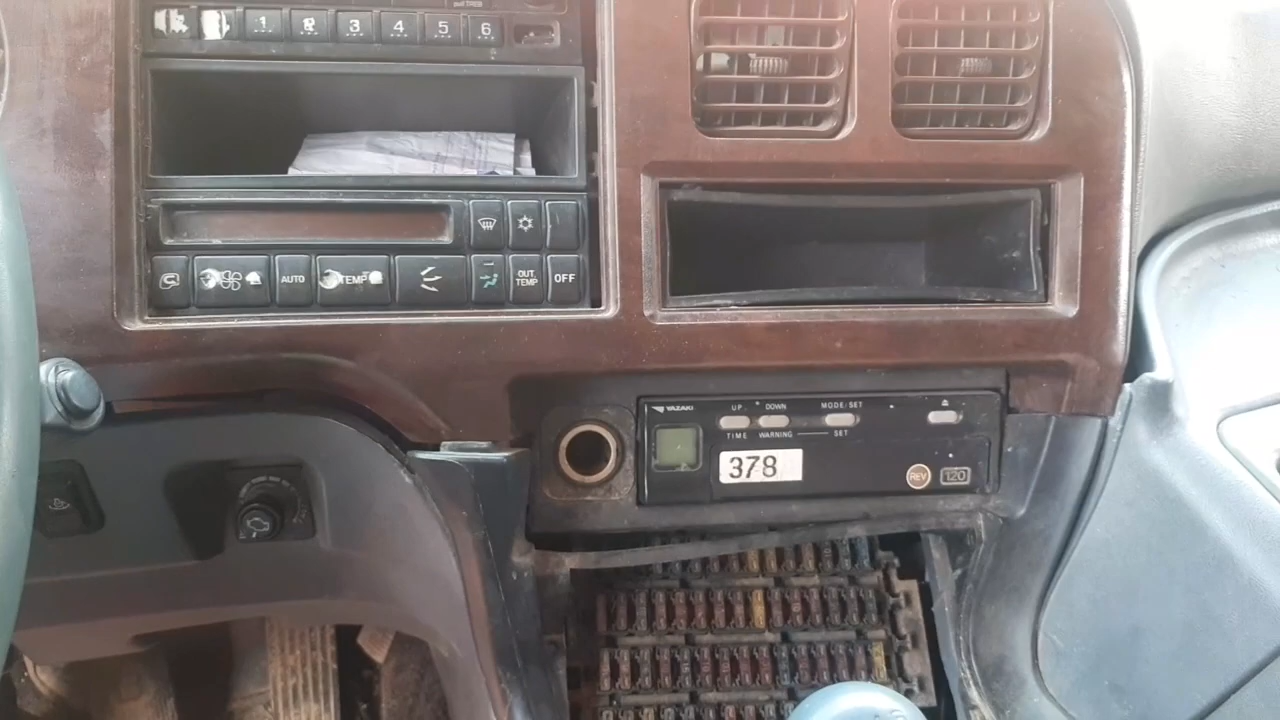 1 2 3 4 5 6
AUTO
TEMP
OUT TEMP
OFF
YAZAKI
UP DOWN MODE/SET
TIME WARNING SET
378
REV
120